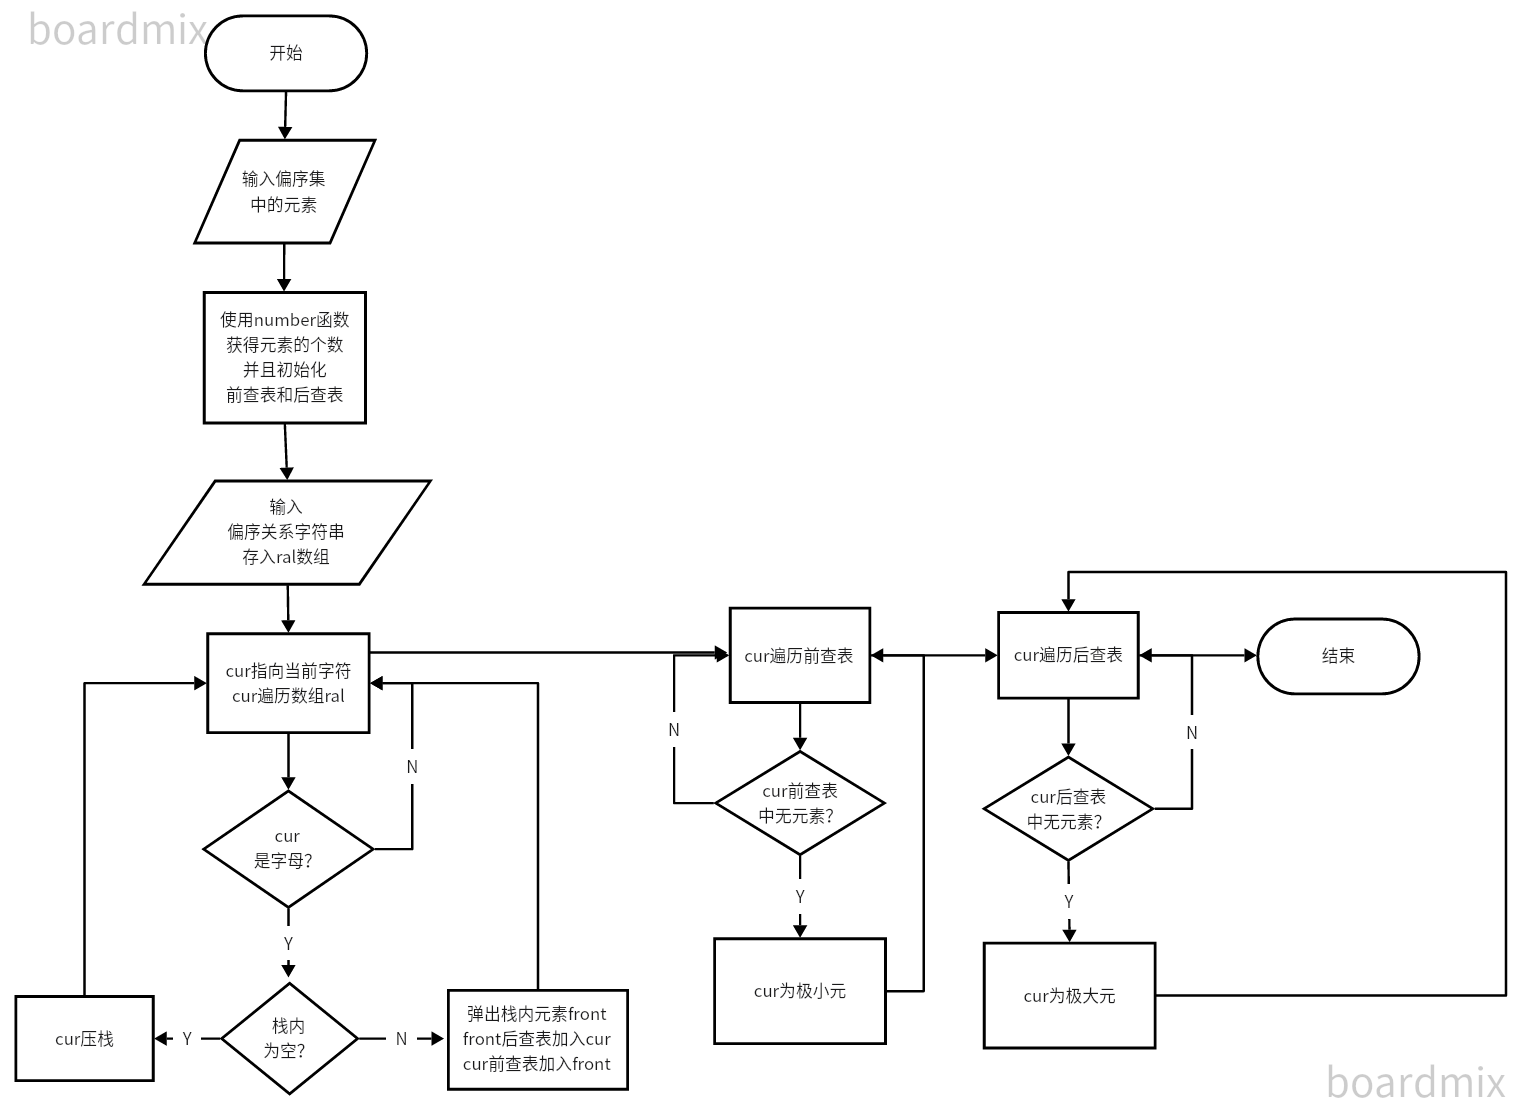 boardmix
开始
输入偏序集
中的元素
使用number函数
获得元素的个数
并且初始化
前查表和后查表
输入
偏序关系字符串
存入ral数组
cur指向当前字符
cur遍历数组ral
N
cur
是字母?
Y
栈内
为空?
Y
cur压栈
N
弹出栈内元素front
front后查表加入cur
cur前查表加入front
cur遍历前查表
N
cur前查表
中无元素?
Y
cur为极小元
cur遍历后查表
N
cur后查表
中无元素?
Y
cur为极大元
结束
boardmix